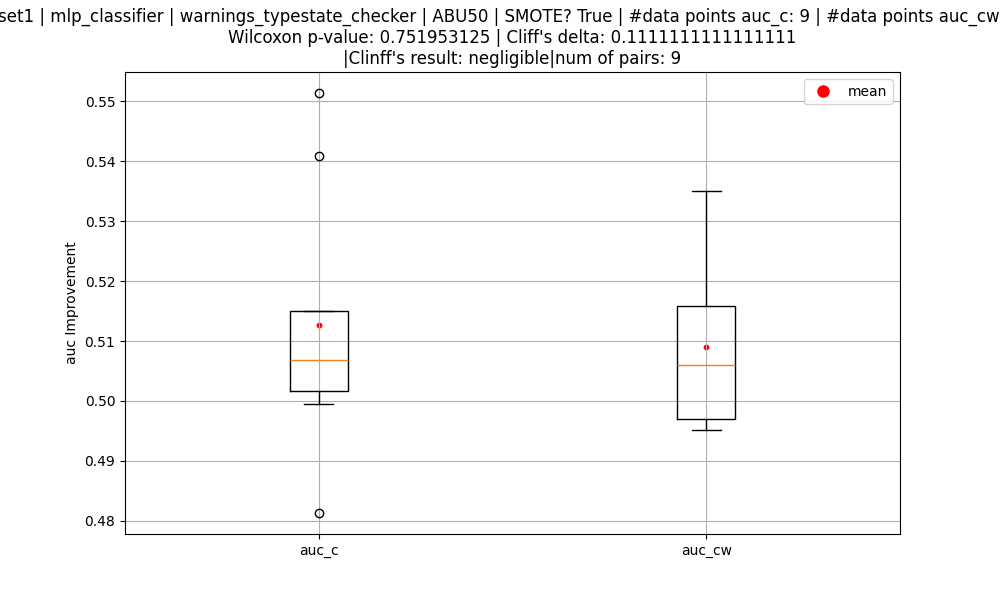 set1 | mlp_classifier | warnings_typestate_checker | ABU50 | SMOTE? True | #data points auc_c: 9 | #data points auc_cw
Wilcoxon p-value: 0.751953125 | Cliff's delta: 0.1111111111111111
|Clinff's result: negligible|num of pairs: 9
mean
0.55
0.54
0.53
0.52
0.51
0.50
0.49
0.48
auc Improvement
auc_c
auc_cw